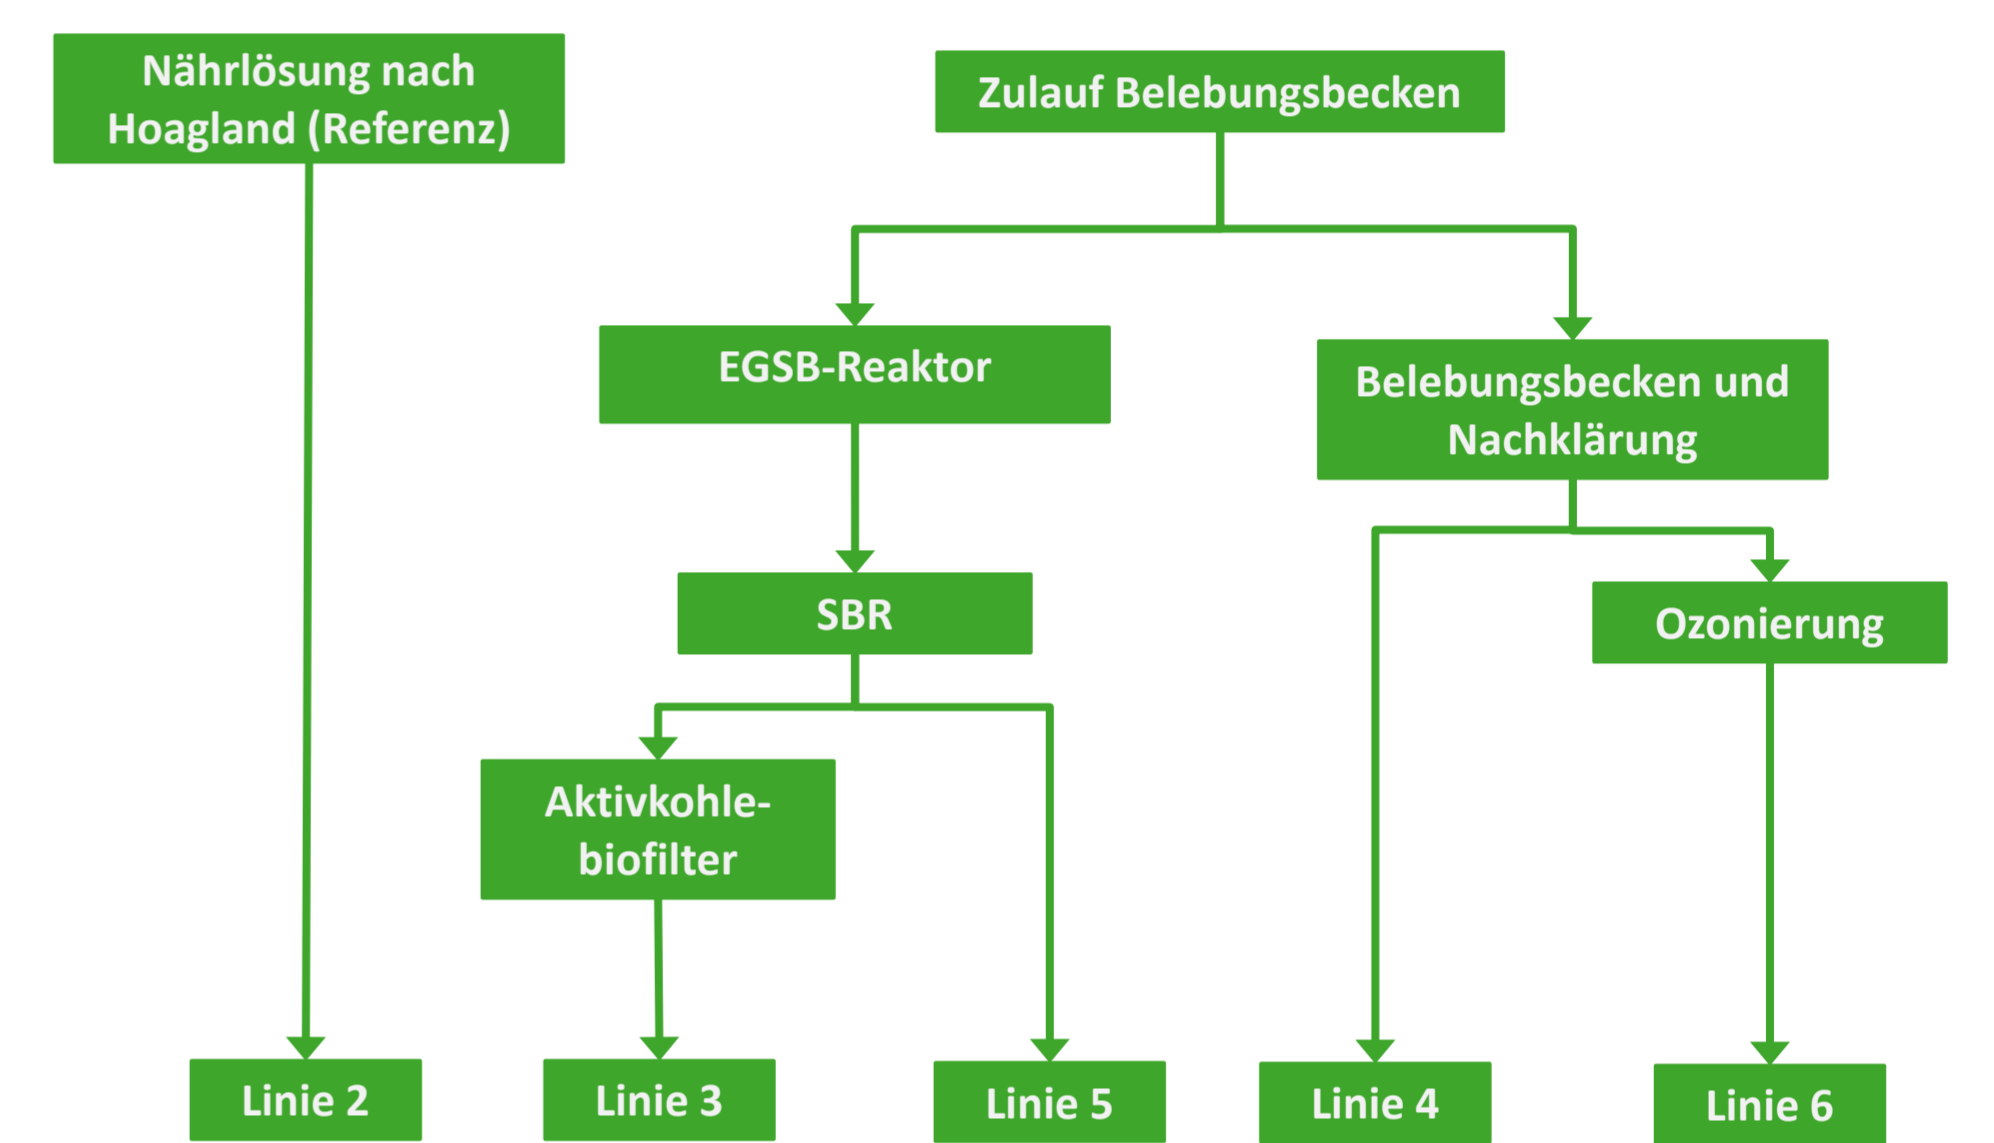 Nährlösung nach
Hoagland (Referenz)
Zulauf Belebungsbecken
EGSB-Reaktor
Belebungsbecken und
Nachklärung
SBR
Ozonierung
Aktivkohle-
biofilter
Linie 2
Linie 3
Linie 5
Linie 4
Linie 6